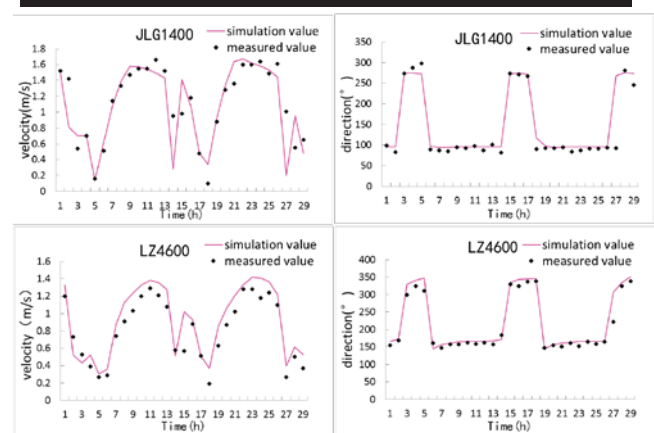 JLG1400
simulation value
measured value
velocity(m/s)
1.8
1.6
1.4
1.2
1
0.8
0.6
0.4
0.2
0
1 3 5 7 9 11 13 15 17 19 21 23 25 27 29
Time(h)
JLG1400
simulation value
measured value
direction(°)
350
300
250
200
150
100
50
0
1 3 5 7 9 11 13 15 17 19 21 23 25 27 29
Time(h)
LZ4600
simulation value
measured value
velocity (m/s)
1.6
1.4
1.2
1
0.8
0.6
0.4
0.2
0
1 3 5 7 9 11 13 15 17 19 21 23 25 27 29
Time(h)
LZ4600
simulation value
measured value
direction(°)
400
350
300
250
200
150
100
50
0
1 3 5 7 9 11 13 15 17 19 21 23 25 27 29
Time(h)